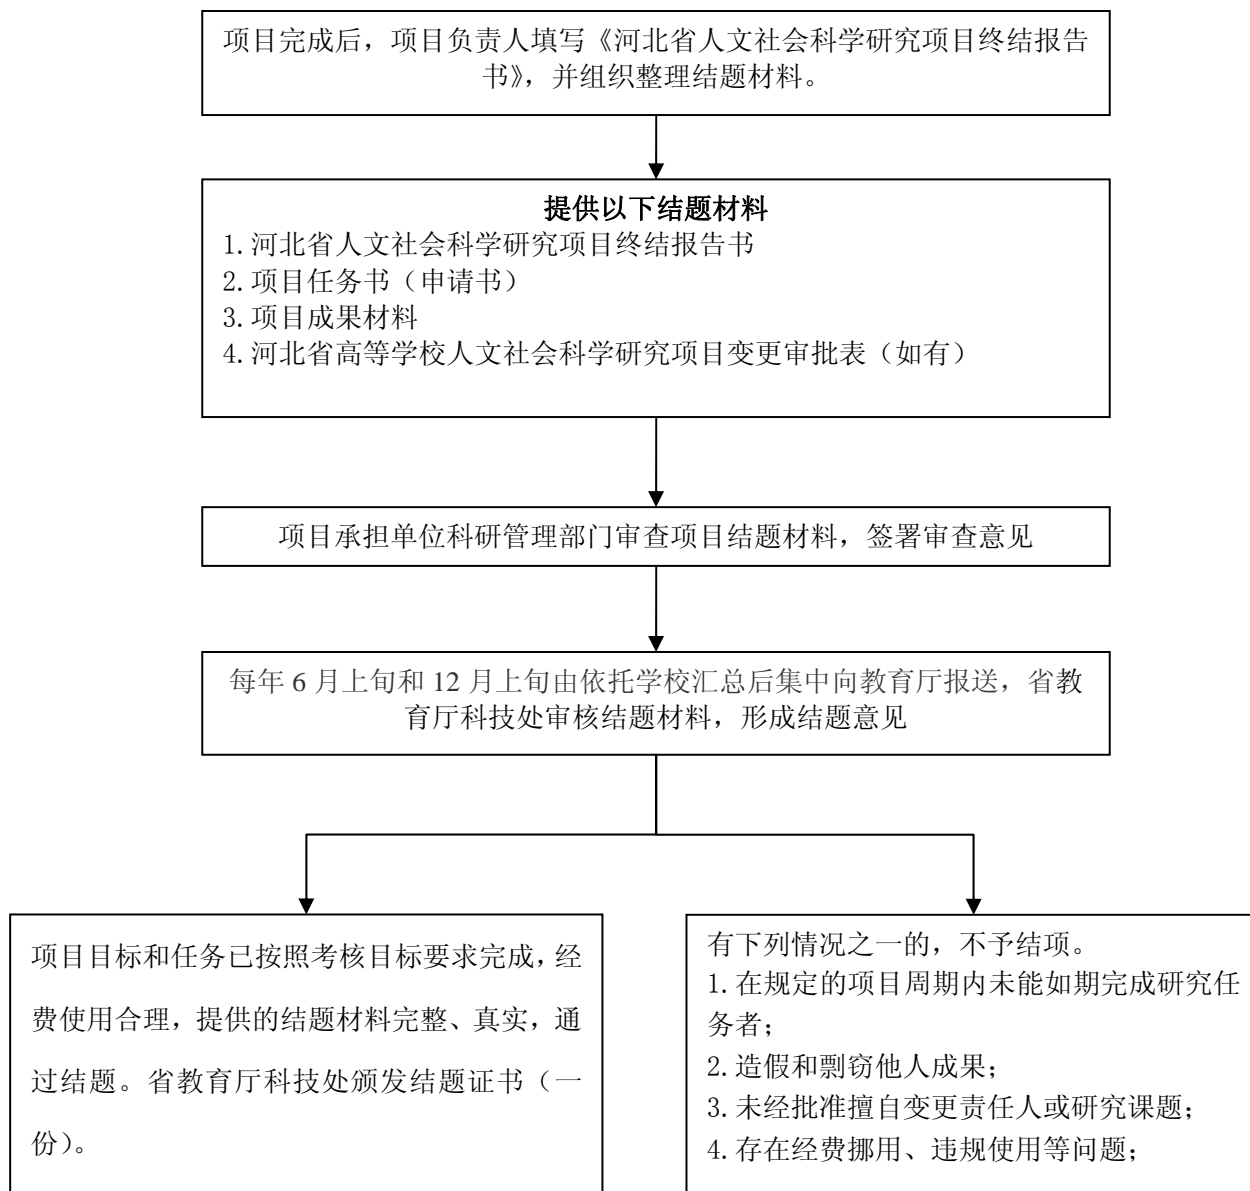 项目完成后，项目负责人填写《河北省人文社会科学研究项目终结报告
书》，并组织整理结题材料。
提供以下结题材料
1.河北省人文社会科学研究项目终结报告书
2.项目任务书（申请书）
3.项目成果材料
4.河北省高等学校人文社会科学研究项目变更审批表（如有）
项目承担单位科研管理部门审查项目结题材料，签署审查意见
每年 6 月上旬和 12 月上旬由依托学校汇总后集中向教育厅报送，省教
育厅科技处审核结题材料，形成结题意见
项目目标和任务已按照考核目标要求完成，经
费使用合理，提供的结题材料完整、真实，通
过结题。省教育厅科技处颁发结题证书（一
份）。
有下列情况之一的，不予结项。
1.在规定的项目周期内未能如期完成研究任
务者；
2.造假和剽窃他人成果；
3.未经批准擅自变更责任人或研究课题；
4.存在经费挪用、违规使用等问题；